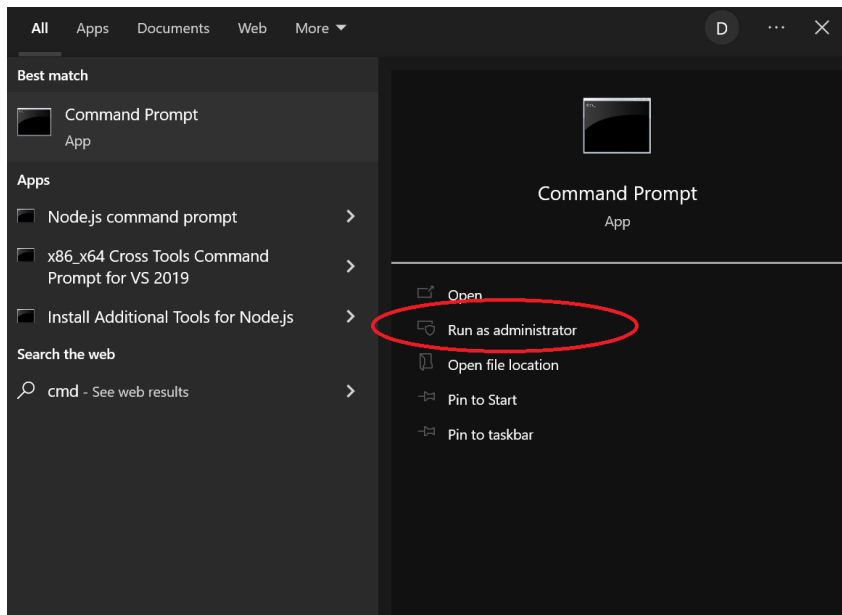 All Apps Documents Web More D ...
Best match
Command Prompt
App
Apps
Node.js command prompt
x86_x64 Cross Tools Command
Prompt for VS 2019
Install Additional Tools for Node.js
Search the web
cmd - See web results
Command Prompt
App
Open
Run as administrator
Open file location
Pin to Start
Pin to taskbar